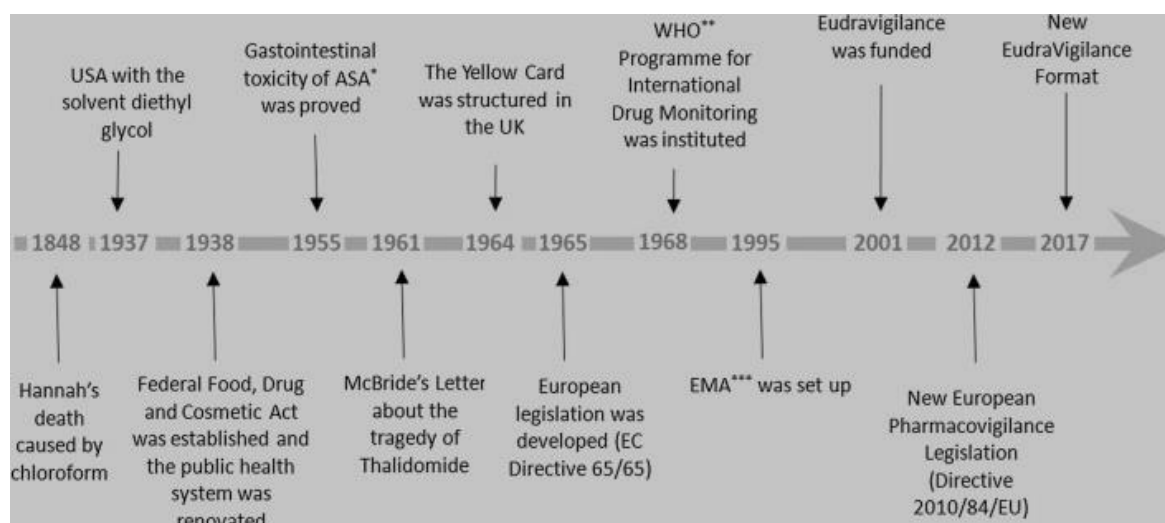 USA with the
solvent diethyl
glycol
Gastointestinal
toxicity of ASA*
was proved
The Yellow Card
was structured in
the UK
WHO**
Programme for
International
Drug Monitoring
was instituted
Eudravigilance
was funded
New
EudraVigilance
Format
1848 1937 1938 1955 1961 1964 1965 1968 1995 2001 2012 2017
Hannah's
death
caused by
chloroform
Federal Food, Drug
and Cosmetic Act
was established and
the public health
system was
renovated
McBride's Letter
about the
tragedy of
Thalidomide
European
legislation was
developed (EC
Directive 65/65)
EMA*** was set up
New European
Pharmacovigilance
Legislation
(Directive
2010/84/EU)